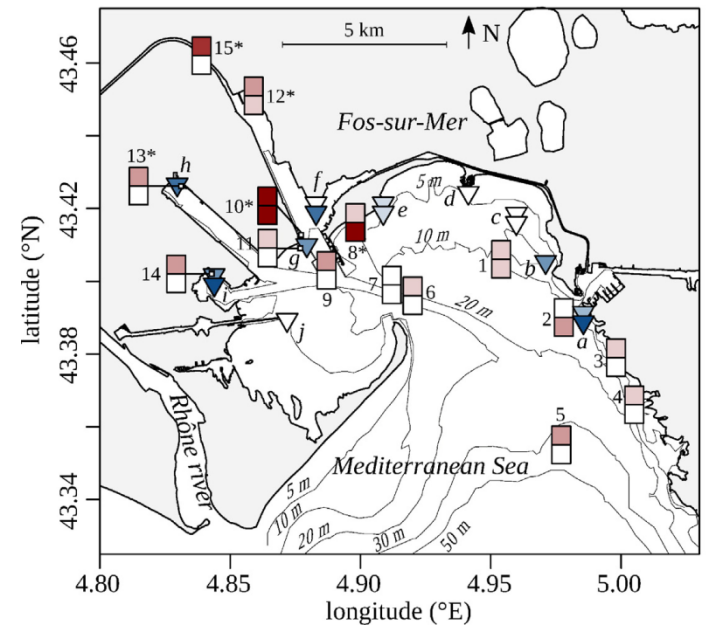 5 km
N
15*
12*
Fos-sur-Mer
13*
h
f
5 m
d
10*
e
c
11
g
8*
10 m
1
b
14
i
9
7
6
20 m
2
a
j
3
4
Rhône river
5
Mediterranean Sea
5 m
10 m
20 m
30 m
50 m
43.46
43.42
43.38
43.34
latitude (°N)
4.80 4.85 4.90 4.95 5.00
longitude (°E)